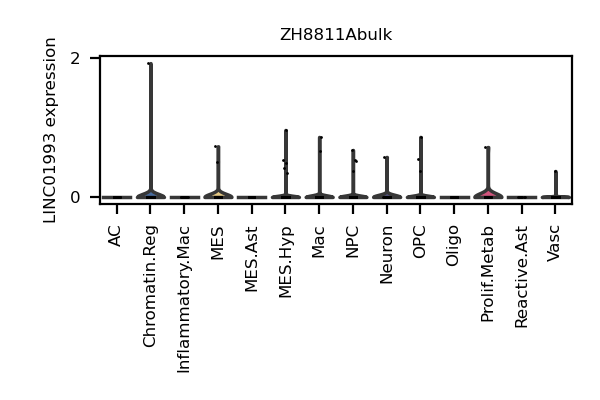 ZH8811Abulk
LINC01993 expression
2
0
AC
Chromatin.Reg
Inflammatory.Mac
MES
MES.Ast
MES.Hyp
Mac
NPC
Neuron
OPC
Oligo
Prolif.Metab
Reactive.Ast
Vasc